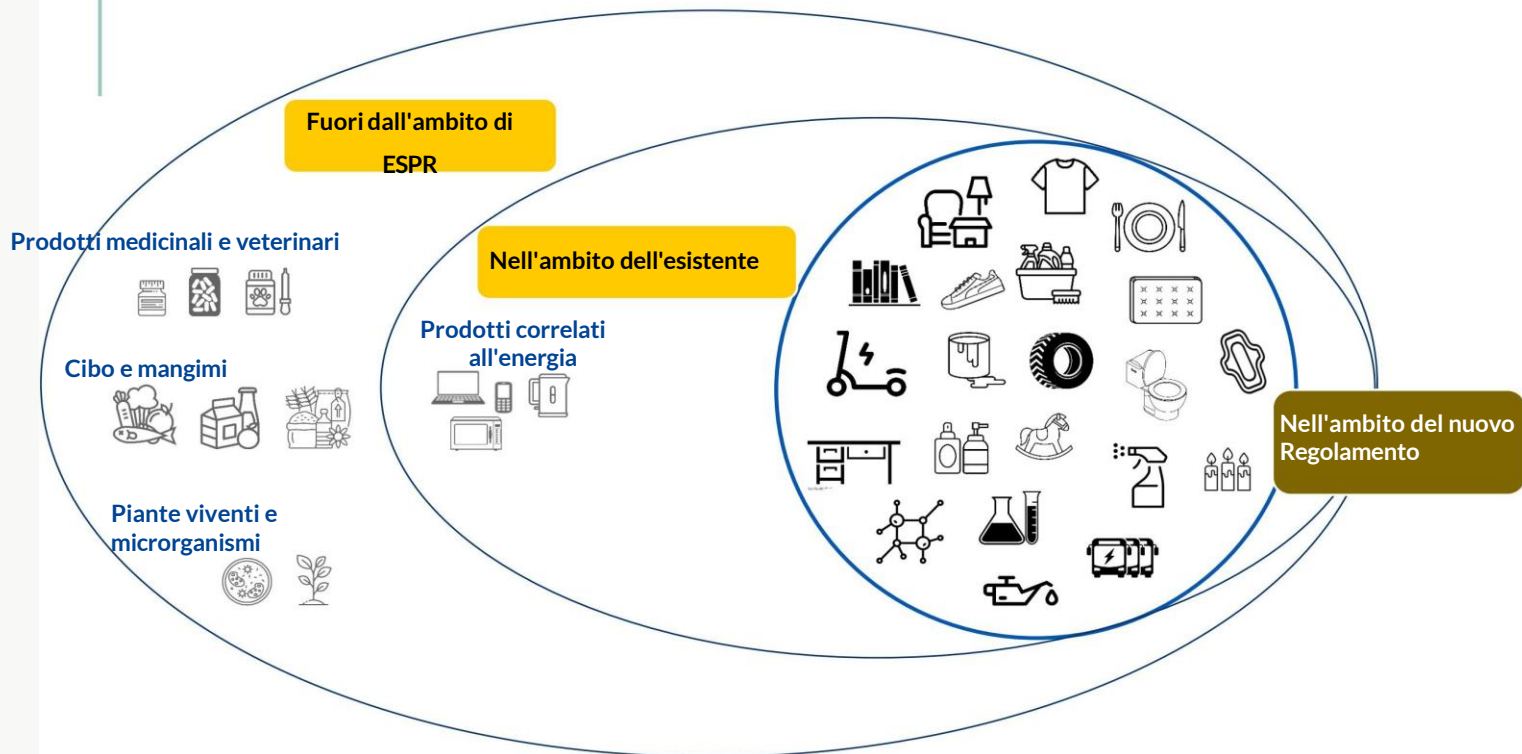 Fuori dall'ambito di
ESPR
Prodotti medicinali e veterinari
Nell'ambito dell'esistente
Prodotti correlati
all'energia
Cibo e mangimi
Nell'ambito del nuovo
Regolamento
Piante viventi e
microrganismi